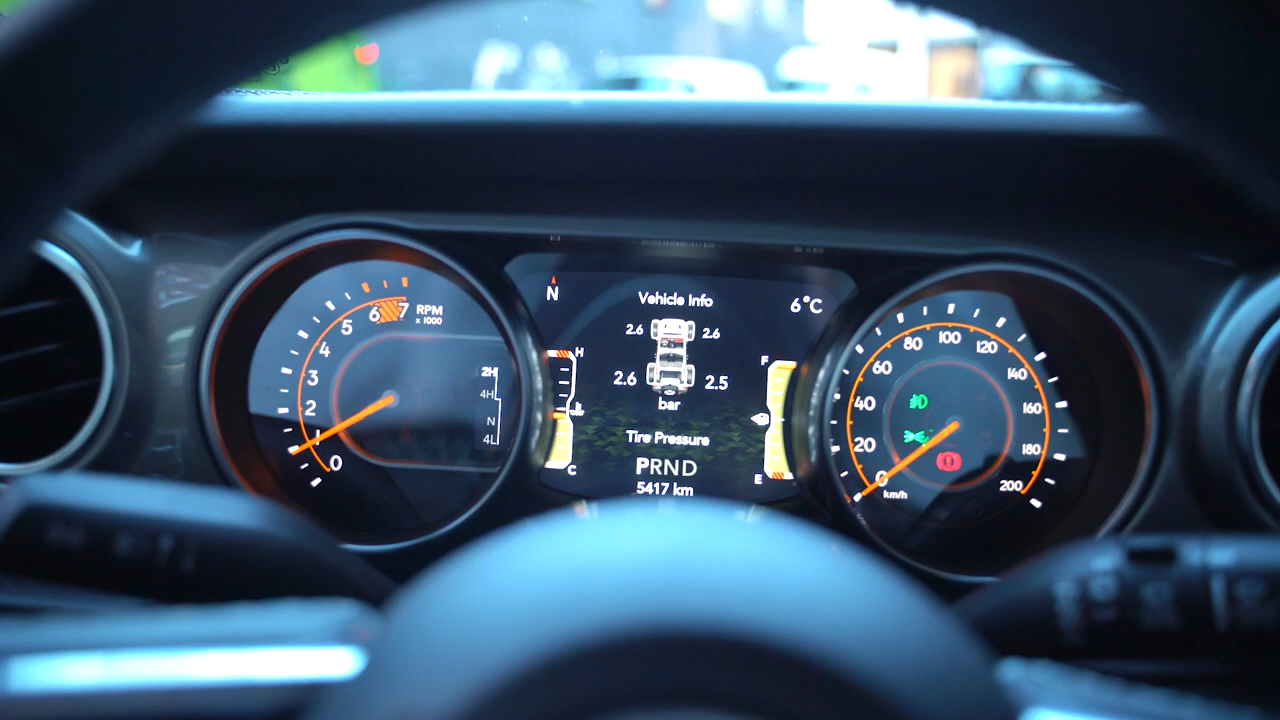 7
6
5
4
3
2
1
0
RPM
x 1000
2H
4H
N
4L
N
Vehicle Info
6°C
2.6 2.6
2.6 2.5
bar
Tire Pressure
PRND
5417 km
H
C
F
E
0
20
40
60
80
100
120
140
160
180
200
km/h